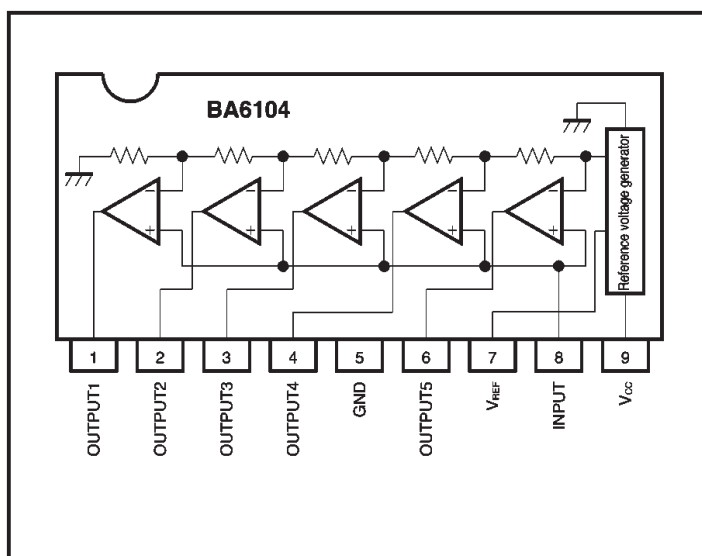 BA6104
Reference voltage generator
− − − − −
+ + + + +
1 2 3 4 5 6 7 8 9
OUTPUT1
OUTPUT2
OUTPUT3
OUTPUT4
GND
OUTPUT5
VREF
INPUT
VCC